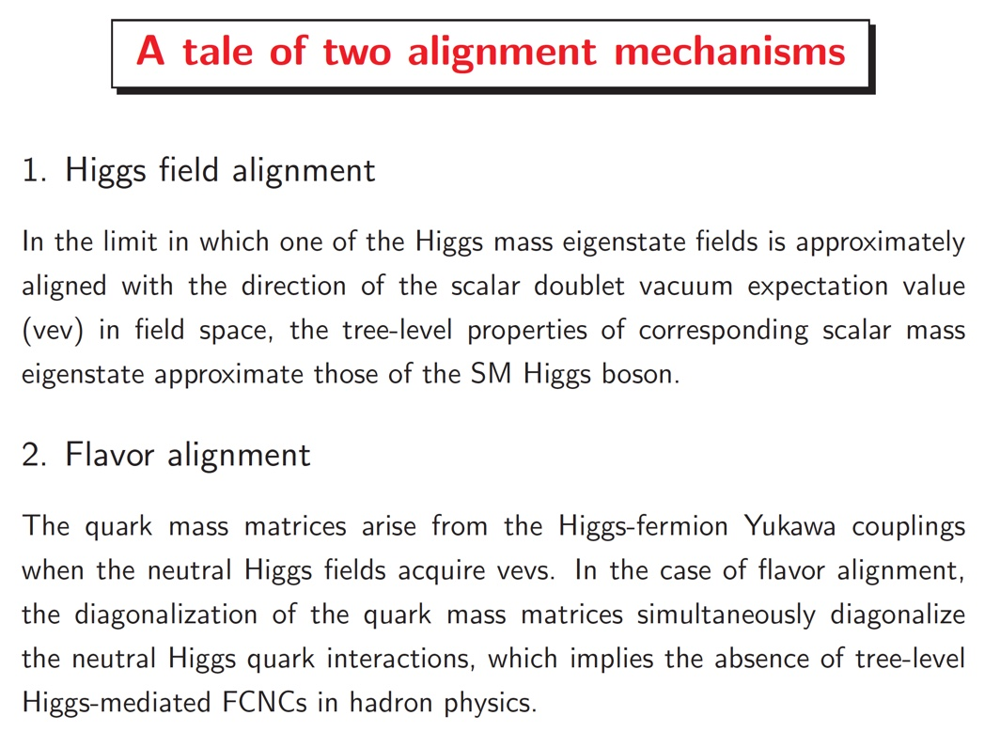 A tale of two alignment mechanisms
1. Higgs field alignment
In the limit in which one of the Higgs mass eigenstate fields is approximately
aligned with the direction of the scalar doublet vacuum expectation value
(vev) in field space, the tree-level properties of corresponding scalar mass
eigenstate approximate those of the SM Higgs boson.
2. Flavor alignment
The quark mass matrices arise from the Higgs-fermion Yukawa couplings
when the neutral Higgs fields acquire vevs. In the case of flavor alignment,
the diagonalization of the quark mass matrices simultaneously diagonalize
the neutral Higgs quark interactions, which implies the absence of tree-level
Higgs-mediated FCNCs in hadron physics.